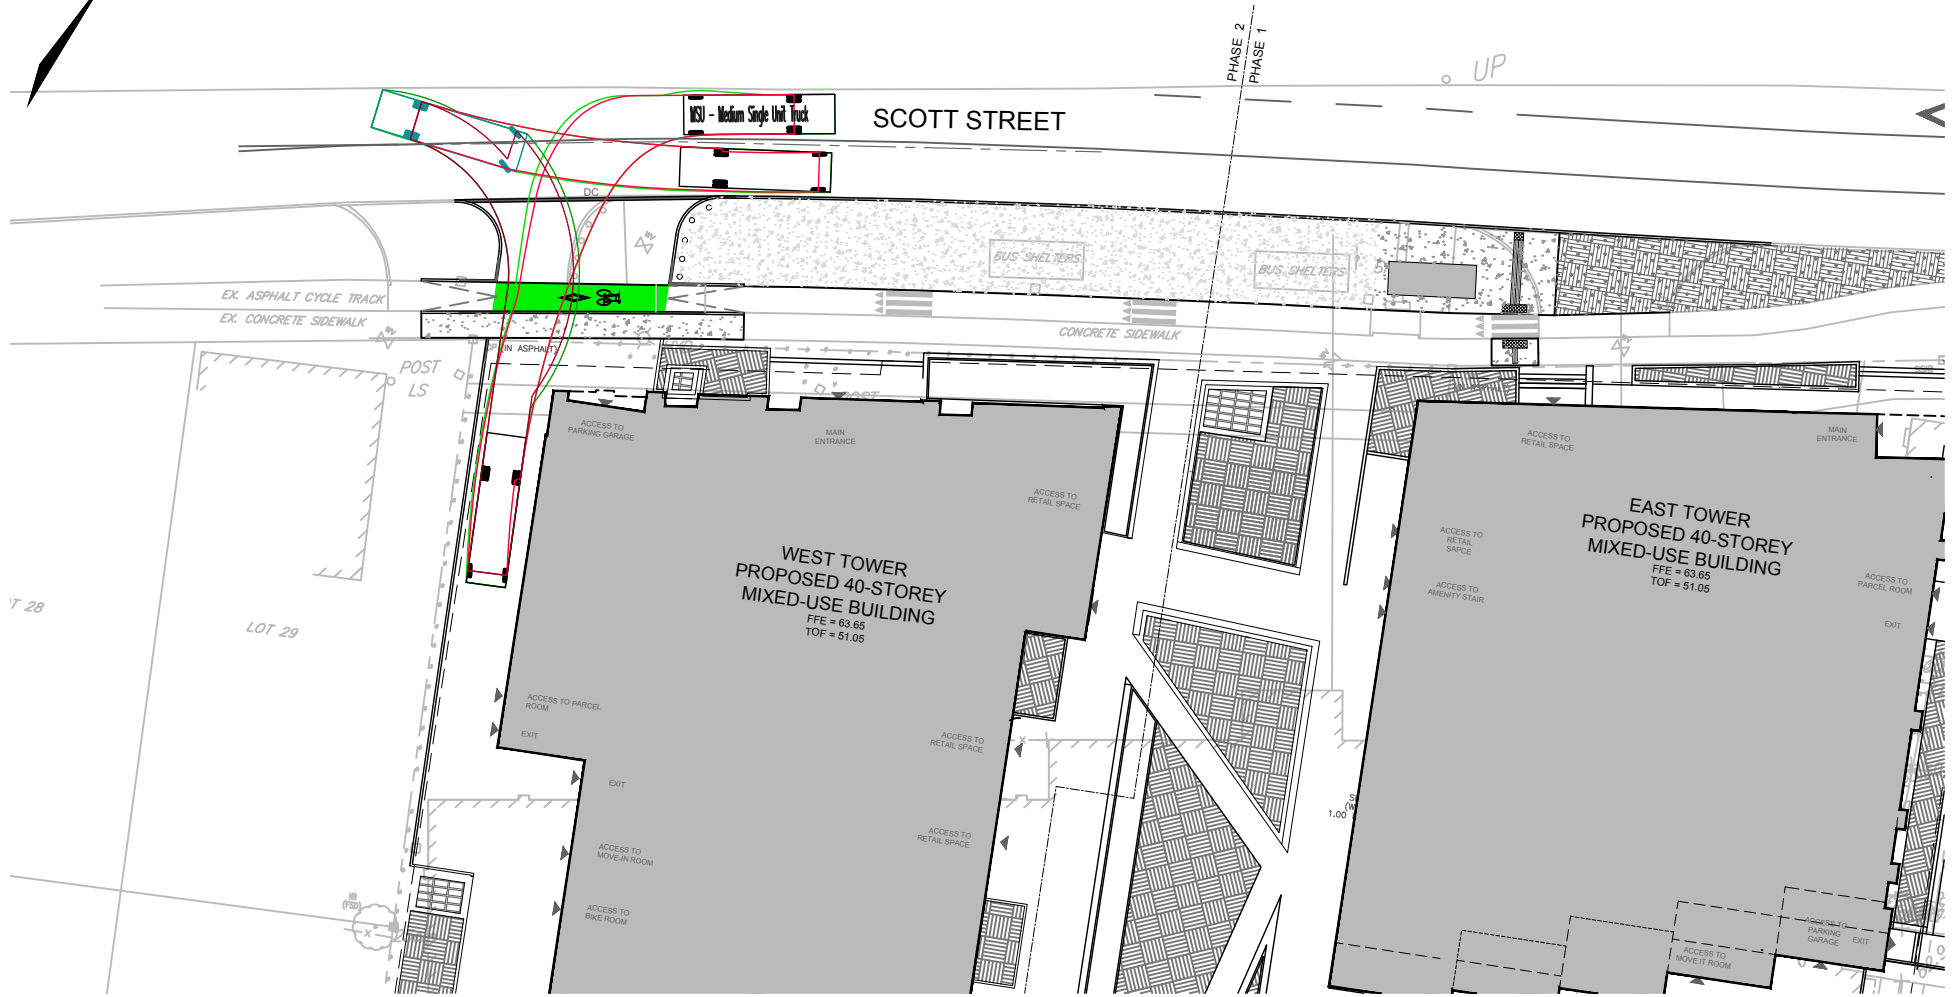 PHASE 2
PHASE 1
UP
MSU - Medium Single Unit Truck
SCOTT STREET
DC
BUS SHELTERS
BUS SHELTERS
EX. ASPHALT CYCLE TRACK
EX. CONCRETE SIDEWALK
CONCRETE SIDEWALK
(IN ASPHALT)
POST
LS
POST
ACCESS TO
PARKING GARAGE
MAIN
ENTRANCE
ACCESS TO
RETAIL SPACE
ACCESS TO
RETAIL SPACE
MAIN
ENTRANCE
WEST TOWER
PROPOSED 40-STOREY
MIXED-USE BUILDING
FFE = 63.65
TOF = 51.05
EAST TOWER
PROPOSED 40-STOREY
MIXED-USE BUILDING
FFE = 63.65
TOF = 51.05
ACCESS TO
RETAIL
SAPCE
ACCESS TO
AMENITY STAIR
ACCESS TO
PARCEL ROOM
EXIT
LOT 29
ACCESS TO PARCEL
ROOM
EXIT
ACCESS TO
RETAIL SPACE
EXIT
ACCESS TO
MOVE-IN ROOM
ACCESS TO
RETAIL SPACE
1.00
ACCESS TO
BIKE ROOM
ACCESS TO
PARKING
GARAGE
EXIT
ACCESS TO
MOVE IT ROOM